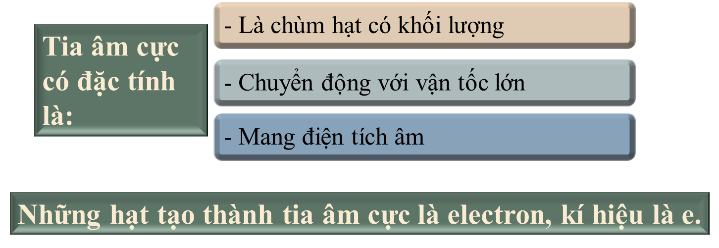 Tia âm cực
có đặc tính
là:
- Là chùm hạt có khối lượng
- Chuyển động với vận tốc lớn
- Mang điện tích âm
Những hạt tạo thành tia âm cực là electron, kí hiệu là e.